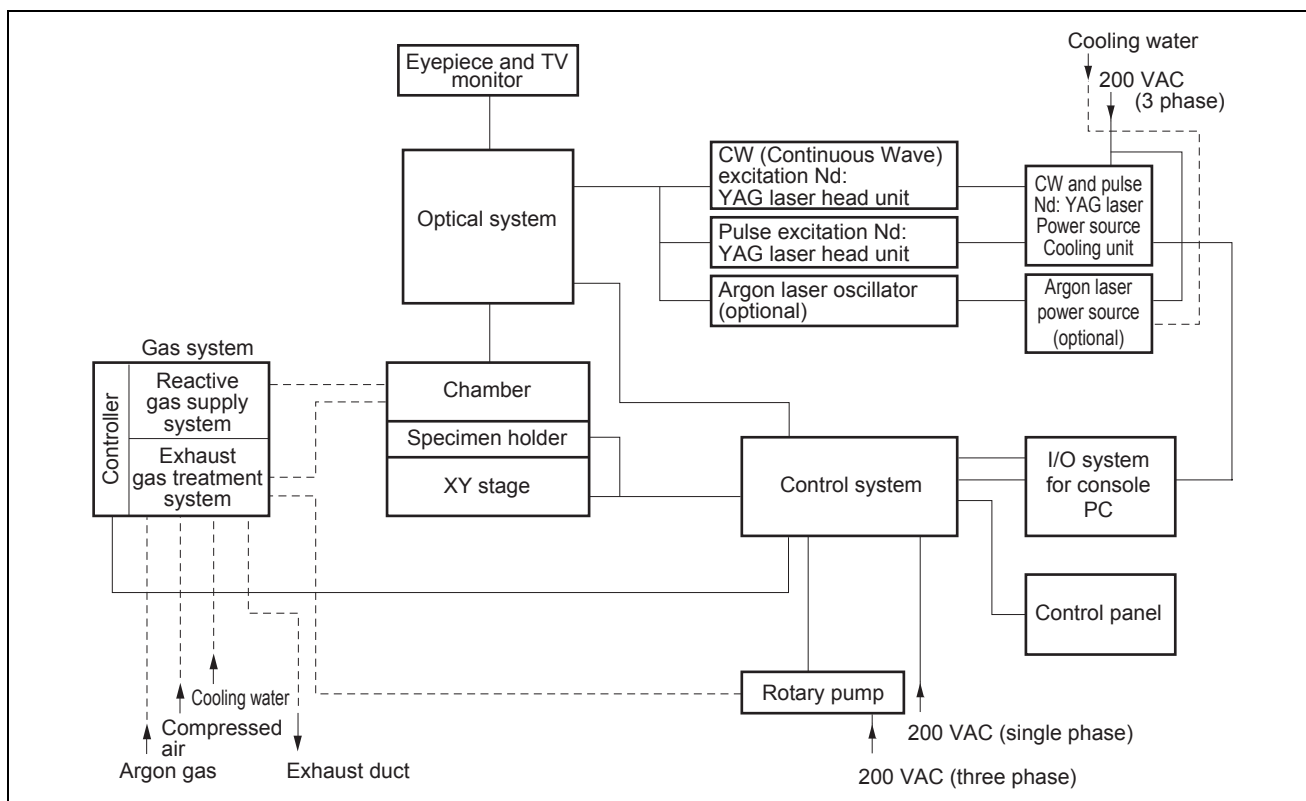 Eyepiece and TV
monitor
Cooling water
200 VAC
(3 phase)
Optical system
CW (Continuous Wave)
excitation Nd:
YAG laser head unit
Pulse excitation Nd:
YAG laser head unit
Argon laser oscillator
(optional)
CW and pulse
Nd: YAG laser
Power source
Cooling unit
Argon laser
power source
(optional)
Gas system
Controller
Reactive
gas supply
system
Exhaust
gas treatment
system
Chamber
Specimen holder
XY stage
Control system
I/O system
for console
PC
Control panel
Rotary pump
Cooling water
Compressed
air
Argon gas
Exhaust duct
200 VAC (single phase)
200 VAC (three phase)